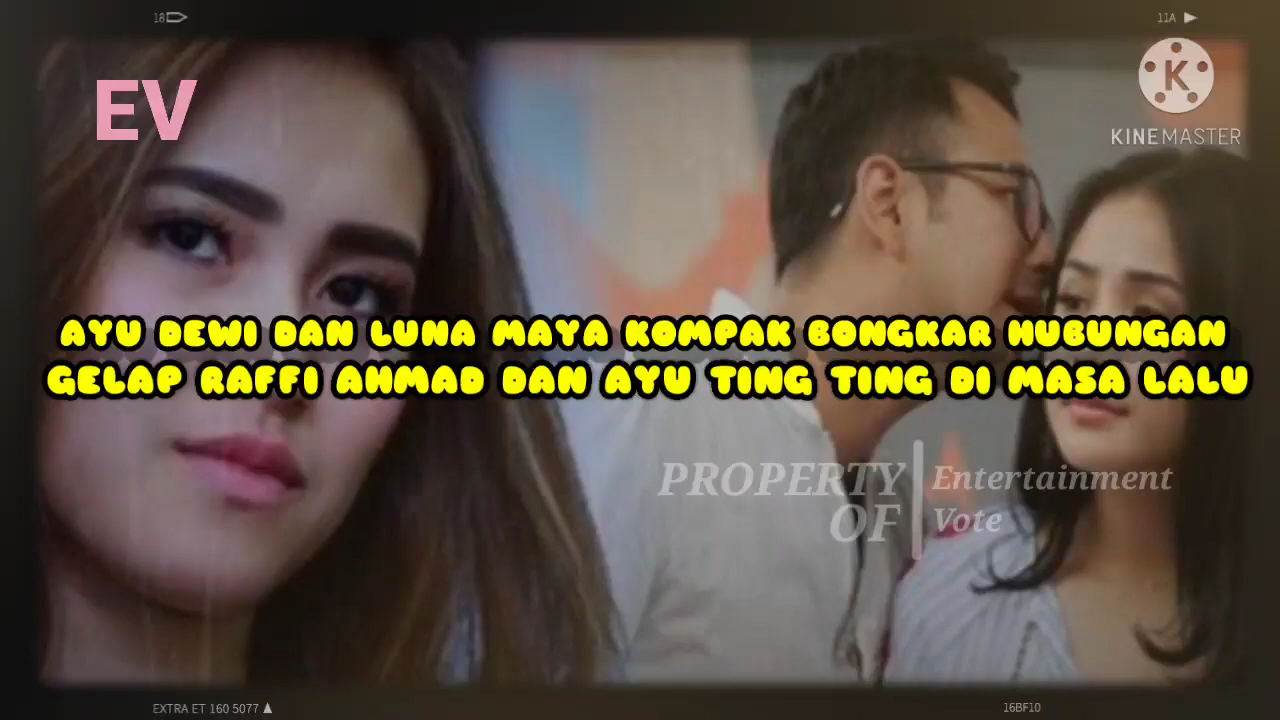 18
11A
EV
K
KINEMASTER
AYU DEWI DAN LUNA MAYA KOMPAK BONGKAR HUBUNGAN
GELAP RAFFI AHMAD DAN AYU TING TING DI MASA LALU
PROPERTY OF
Entertainment Vote
EXTRA ET 160 5077
16BF10